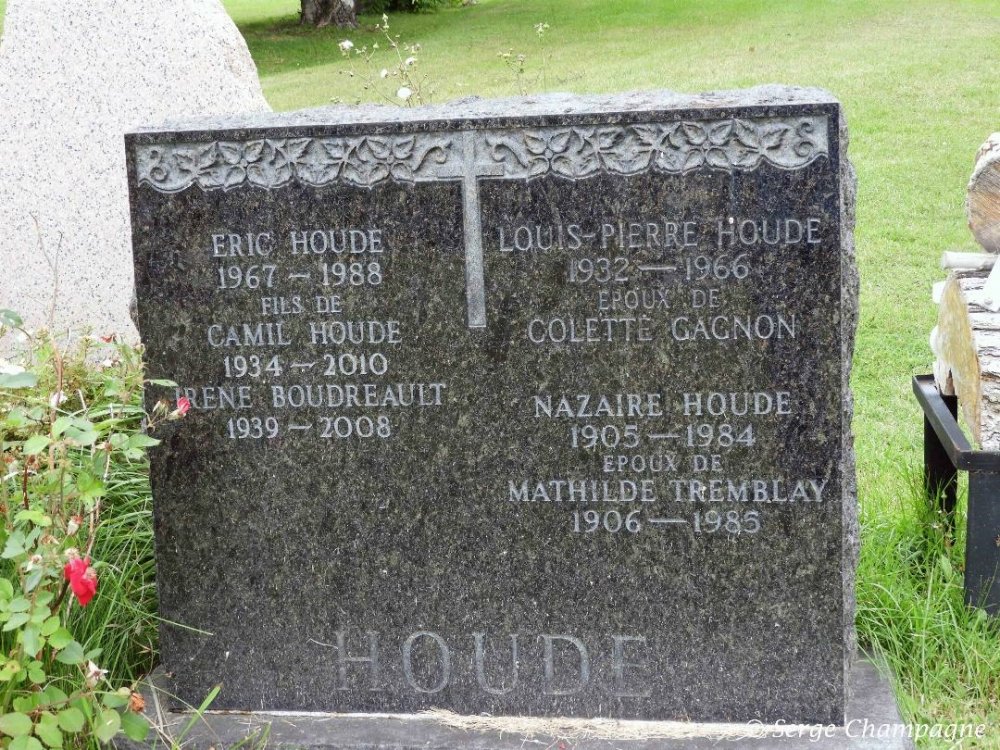 ERIC HOUDE
1967 — 1988
FILS DE
CAMIL HOUDE
1934 — 2010
IRENE BOUDREAULT
1939 — 2008
LOUIS-PIERRE HOUDE
1932 — 1966
EPOUX DE
COLETTE GAGNON
NAZAIRE HOUDE
1905 — 1984
EPOUX DE
MATHILDE TREMBLAY
1906 — 1985
HOUDE
© Serge Champagne